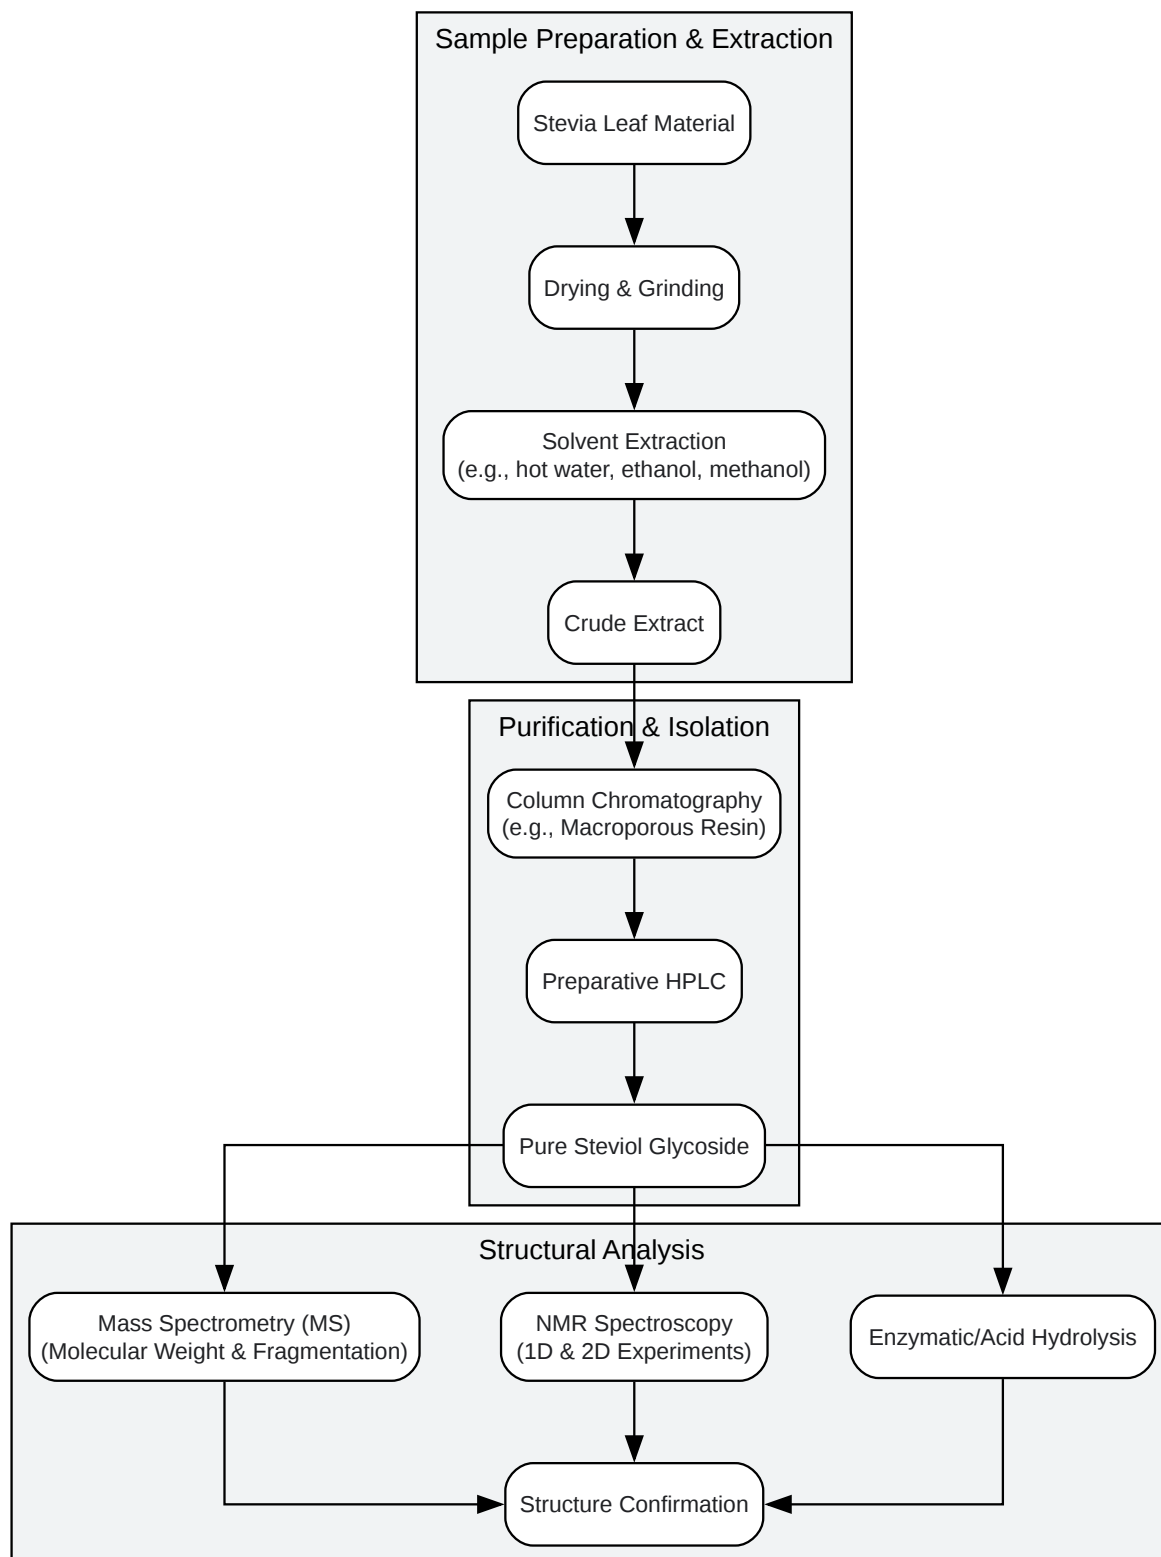 Sample Preparation & Extraction
Stevia Leaf Material
Drying & Grinding
Solvent Extraction
(e.g., hot water, ethanol, methanol)
Crude Extract
Purification & Isolation
Column Chromatography
(e.g., Macroporous Resin)
Preparative HPLC
Pure Steviol Glycoside
Structural Analysis
Mass Spectrometry (MS)
(Molecular Weight & Fragmentation)
NMR Spectroscopy
(1D & 2D Experiments)
Enzymatic/Acid Hydrolysis
Structure Confirmation